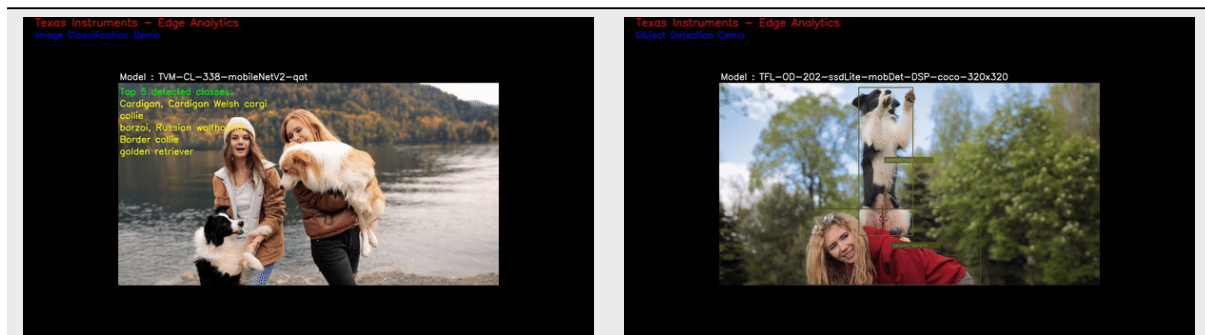 Texas Instruments - Edge Analytics
Image Classification Demo
Model : TVM-CL-338-mobileNetV2-qat
Top 5 detected classes:
Cardigan, Cardigan Welsh corgi
collie
borzoi, Russian wolfhound
Border collie
golden retriever
Texas Instruments - Edge Analytics
Object Detection Demo
Model : TFL-OD-202-ssdLite-mobDet-DSP-coco-320x320